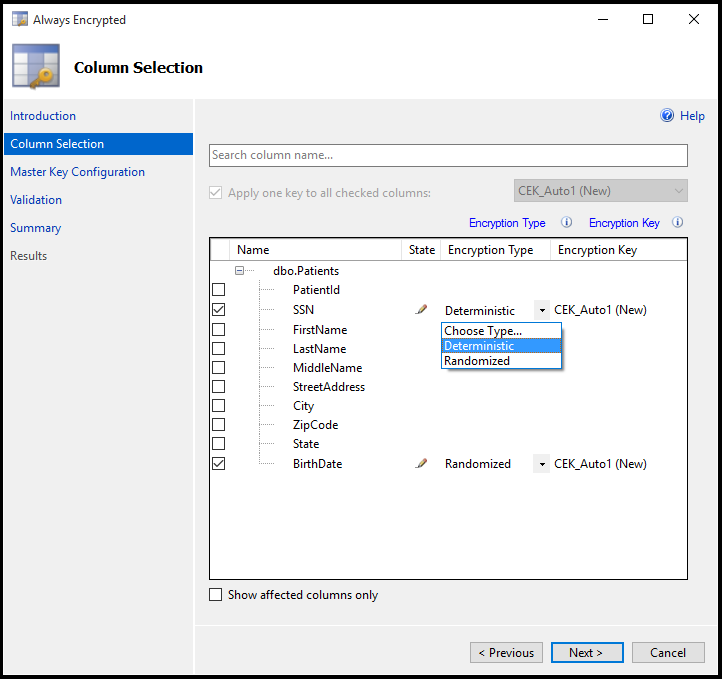 Always Encrypted
Column Selection
Introduction
Column Selection
Master Key Configuration
Validation
Summary
Results
Help
Search column name...
Apply one key to all checked columns:
CEK_Auto1 (New)
Encryption Type
Encryption Key
Name State Encryption Type Encryption Key
dbo.Patients
PatientId
SSN Deterministic CEK_Auto1 (New)
FirstName Choose Type...
LastName Deterministic
MiddleName Randomized
StreetAddress
City
ZipCode
State
BirthDate Randomized CEK_Auto1 (New)
Show affected columns only
< Previous Next > Cancel